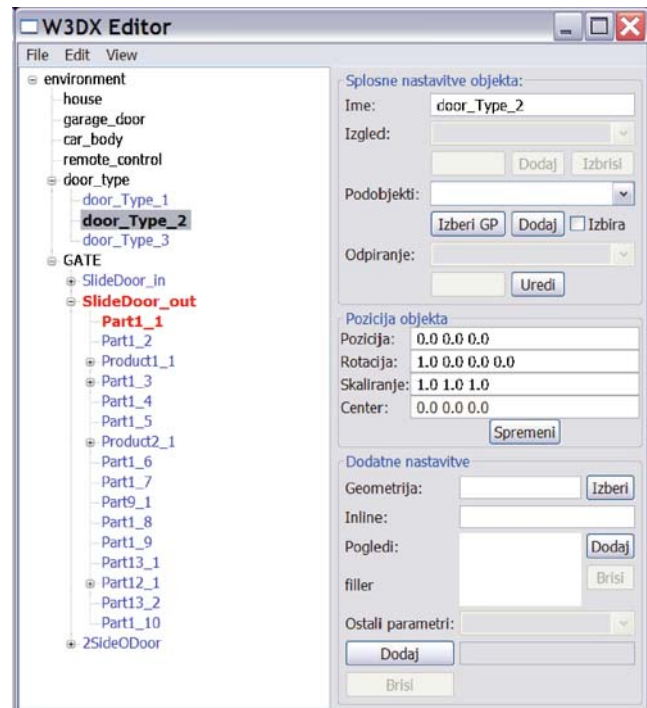 W3DX Editor
File Edit View
environment
house
garage_door
car_body
remote_control
door_type
door_Type_1
door_Type_2
door_Type_3
GATE
SlideDoor_in
SlideDoor_out
Part1_1
Part1_2
Product1_1
Part1_3
Part1_4
Part1_5
Product2_1
Part1_6
Part1_7
Part9_1
Part1_8
Part1_9
Part13_1
Part12_1
Part13_2
Part1_10
2SideODoor
Splosne nastavitve objekta:
Ime: door_Type_2
Izgled:
Dodaj Izbrisi
Podobjekti:
Izberi GP Dodaj Izbira
Odpiranje:
Uredi
Pozicija objekta
Pozicija: 0.0 0.0 0.0
Rotacija: 1.0 0.0 0.0 0.0
Skaliranje: 1.0 1.0 1.0
Center: 0.0 0.0 0.0
Spremeni
Dodatne nastavitve
Geometrija: Izberi
Inline:
Pogledi: Dodaj
filler Brisi
Ostali parametri:
Dodaj
Brisi